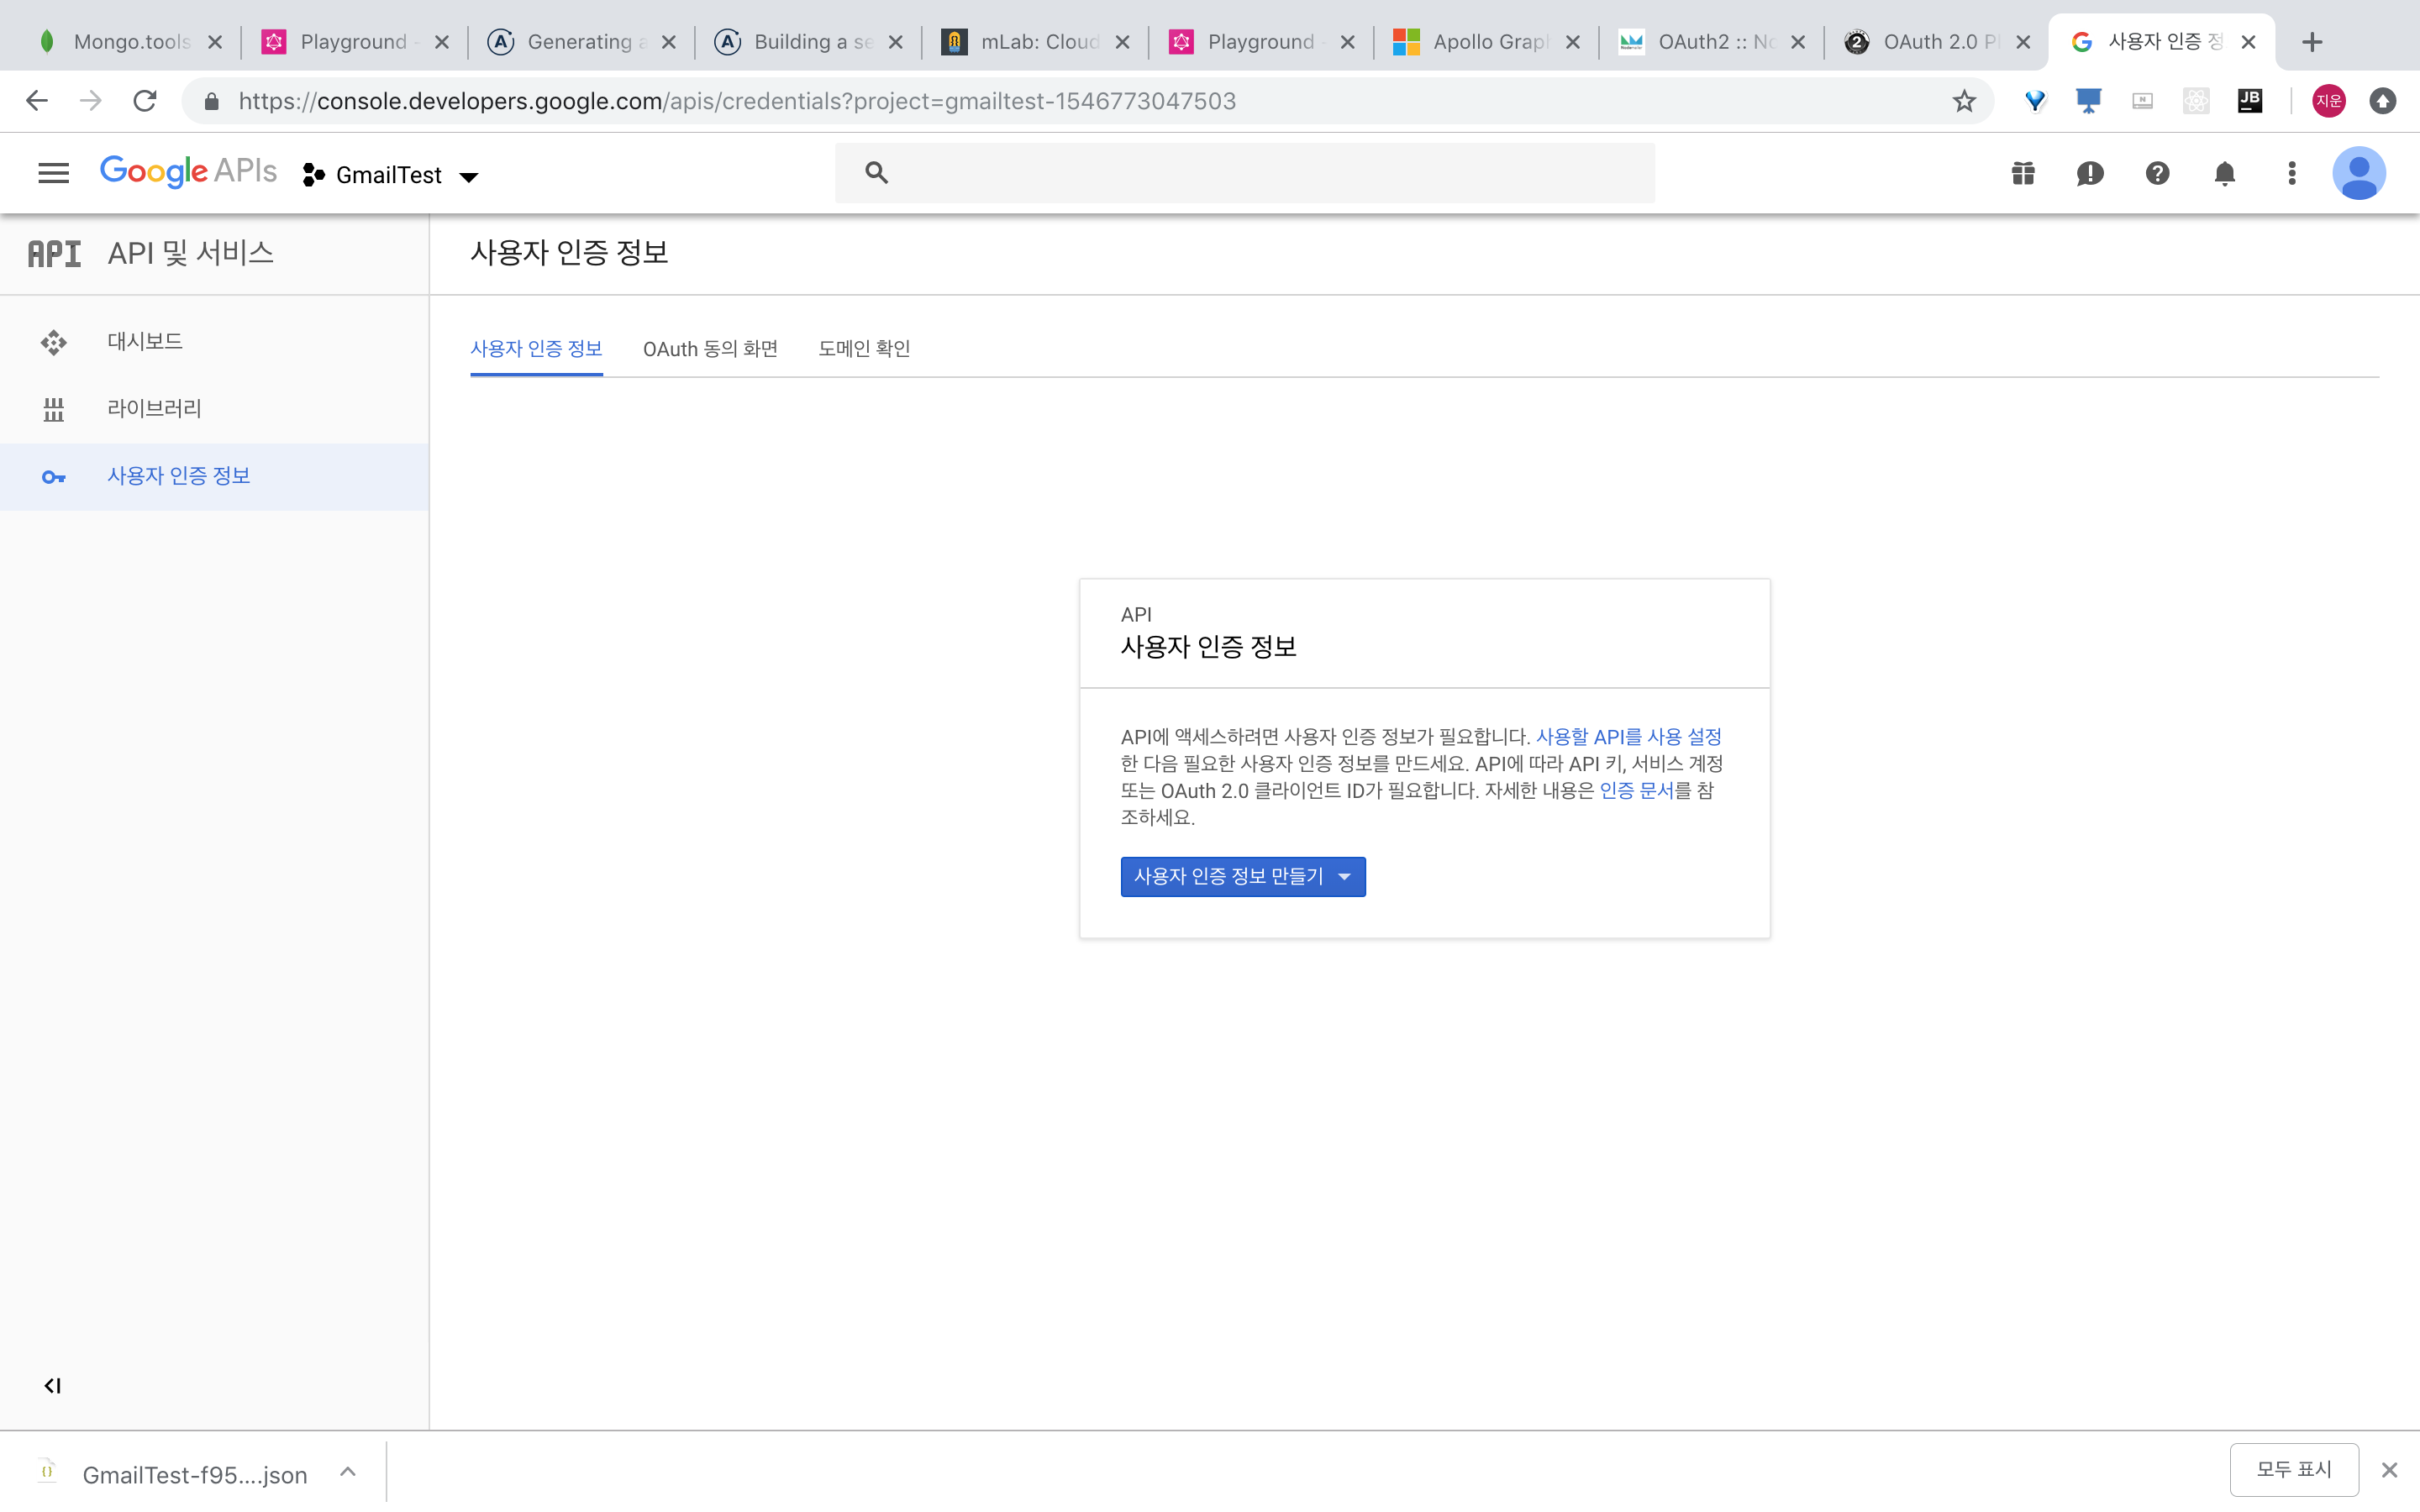 Mongo.tools
Playground -
Generating a
Building a se
mLab: Cloud
Playground -
Apollo Grap
OAuth2 :: No
OAuth 2.0 Pl
사용자 인증 정
https://console.developers.google.com/apis/credentials?project=gmailtest-1546773047503
JB
지운
Google APIs
GmailTest
API
API 및 서비스
사용자 인증 정보
대시보드
라이브러리
사용자 인증 정보
사용자 인증 정보
OAuth 동의 화면
도메인 확인
API
사용자 인증 정보
API에 액세스하려면 사용자 인증 정보가 필요합니다. 사용할 API를 사용 설정
한 다음 필요한 사용자 인증 정보를 만드세요. API에 따라 API 키, 서비스 계정
또는 OAuth 2.0 클라이언트 ID가 필요합니다. 자세한 내용은 인증 문서를 참
조하세요.
사용자 인증 정보 만들기
GmailTest-f95....json
모두 표시